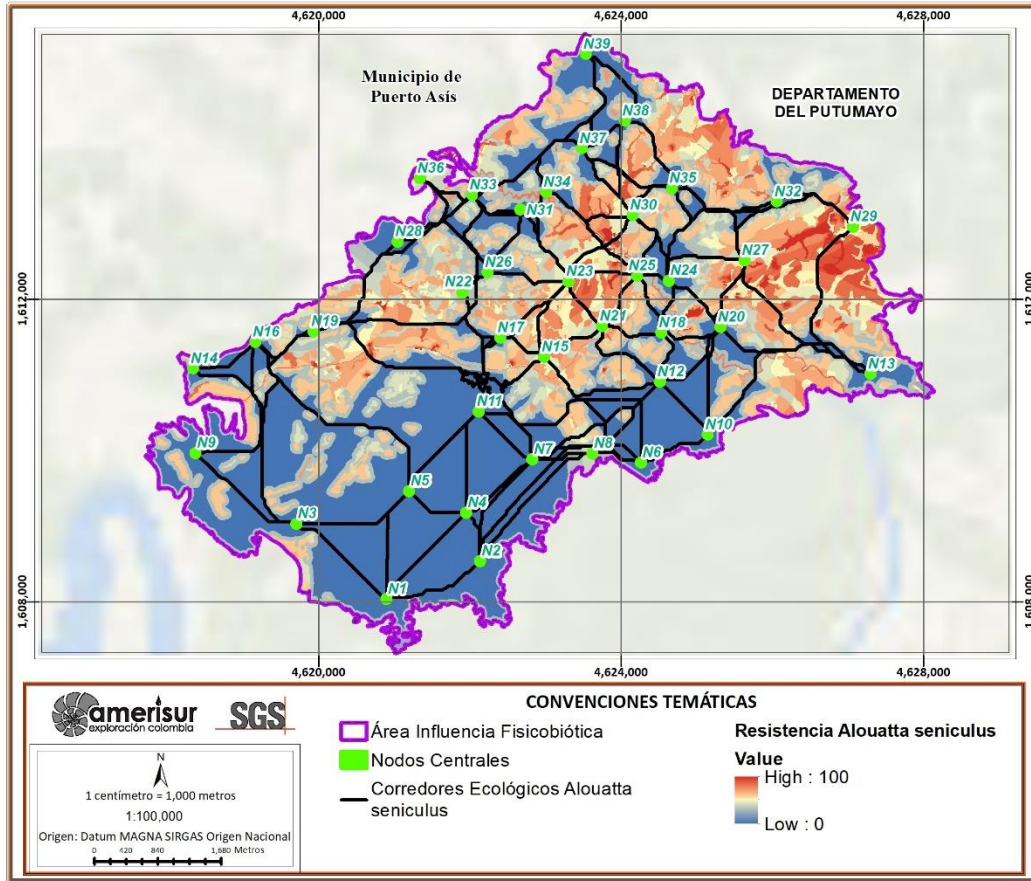 4,620,000
4,624,000
4,628,000
N39
Municipio de
Puerto Asís
DEPARTAMENTO
DEL PUTUMAYO
N38
N37
N36
N35
N34
N33
N32
N31
N30
N29
N28
N27
N26
N25
N24
N23
N22
1,612,000
1,612,000
N21
N20
N19
N18
N17
N16
N15
N14
N13
N12
N11
N10
N9
N8
N7
N6
N5
N4
N3
N2
N1
1,608,000
1,608,000
4,620,000
4,624,000
4,628,000
amerisur
exploración colombia
SGS
N
1 centímetro = 1,000 metros
1:100,000
Origen: Datum MAGNA SIRGAS Origen Nacional
0 420 840 1,680 Metros
CONVENCIONES TEMÁTICAS
Área Influencia Fisicobiótica
Nodos Centrales
Corredores Ecológicos Alouatta
seniculus
Resistencia Alouatta seniculus
Value
High : 100
Low : 0